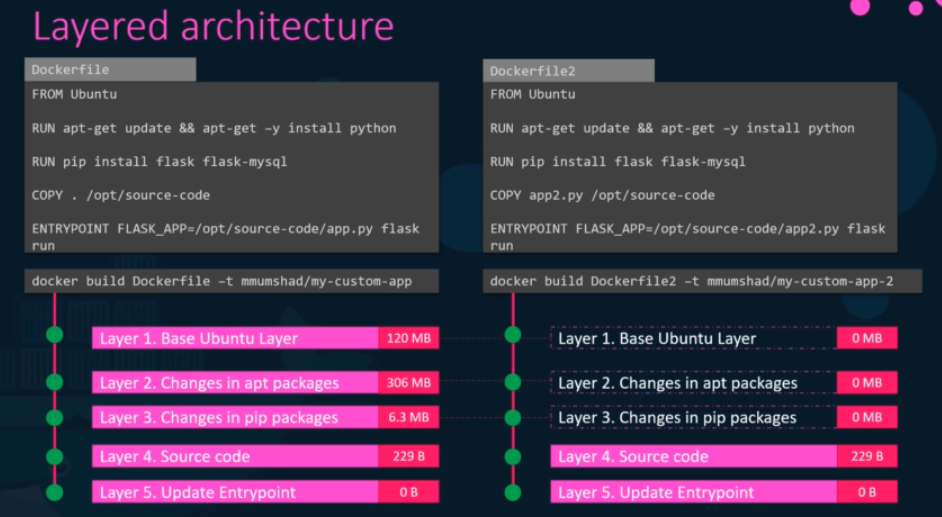 Layered architecture
Dockerfile
FROM Ubuntu
RUN apt-get update && apt-get –y install python
RUN pip install flask flask-mysql
COPY . /opt/source-code
ENTRYPOINT FLASK_APP=/opt/source-code/app.py flask
run
docker build Dockerfile –t mmumshad/my-custom-app
Layer 1. Base Ubuntu Layer 120 MB
Layer 2. Changes in apt packages 306 MB
Layer 3. Changes in pip packages 6.3 MB
Layer 4. Source code 229 B
Layer 5. Update Entrypoint 0 B
Dockerfile2
FROM Ubuntu
RUN apt-get update && apt-get –y install python
RUN pip install flask flask-mysql
COPY app2.py /opt/source-code
ENTRYPOINT FLASK_APP=/opt/source-code/app2.py flask
run
docker build Dockerfile2 –t mmumshad/my-custom-app-2
Layer 1. Base Ubuntu Layer 0 MB
Layer 2. Changes in apt packages 0 MB
Layer 3. Changes in pip packages 0 MB
Layer 4. Source code 229 B
Layer 5. Update Entrypoint 0 B